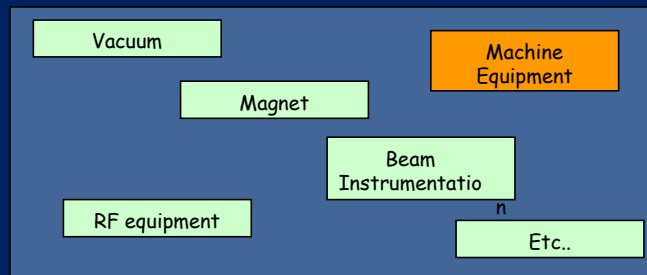 Vacuum
Machine
Equipment
Magnet
Beam
Instrumentatio
n
RF equipment
Etc..